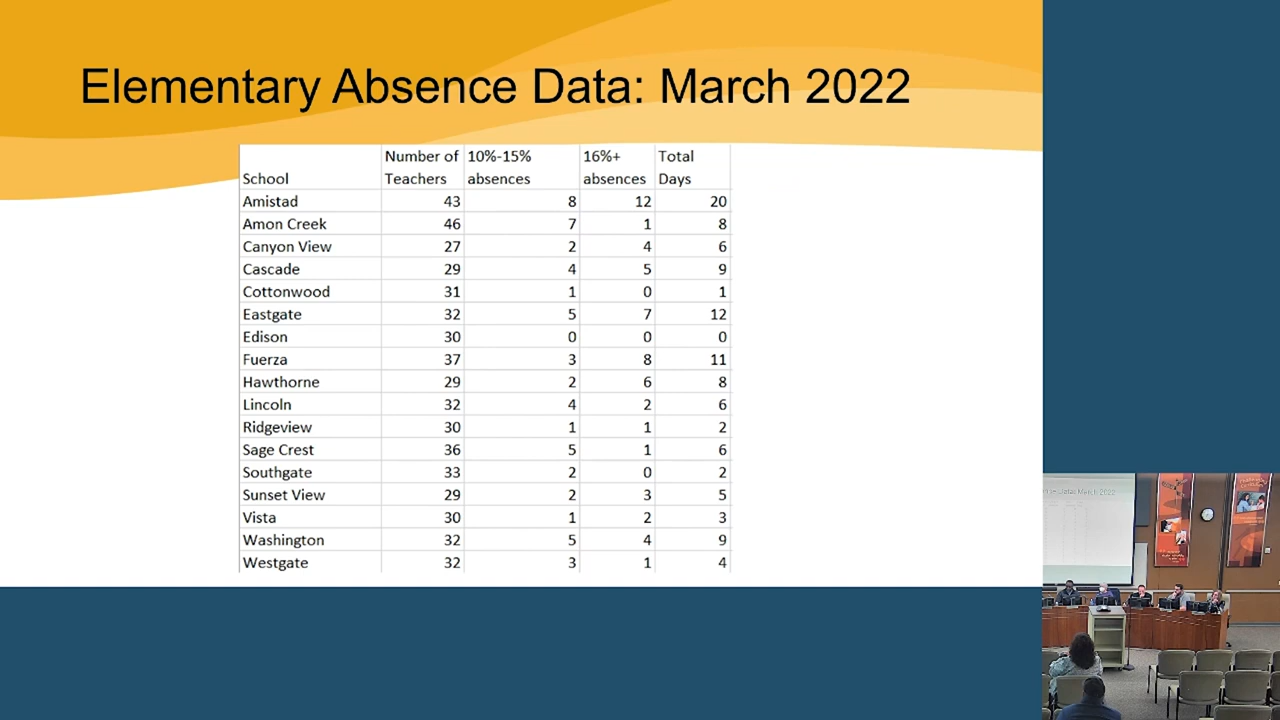 Elementary Absence Data: March 2022
School Number of Teachers 10%-15% absences 16%+ absences Total Days
Amistad 43 8 12 20
Amon Creek 46 7 1 8
Canyon View 27 2 4 6
Cascade 29 4 5 9
Cottonwood 31 1 0 1
Eastgate 32 5 7 12
Edison 30 0 0 0
Fuerza 37 3 8 11
Hawthorne 29 2 6 8
Lincoln 32 4 2 6
Ridgeview 30 1 1 2
Sage Crest 36 5 1 6
Southgate 33 2 0 2
Sunset View 29 2 3 5
Vista 30 1 2 3
Washington 32 5 4 9
Westgate 32 3 1 4
March 2022